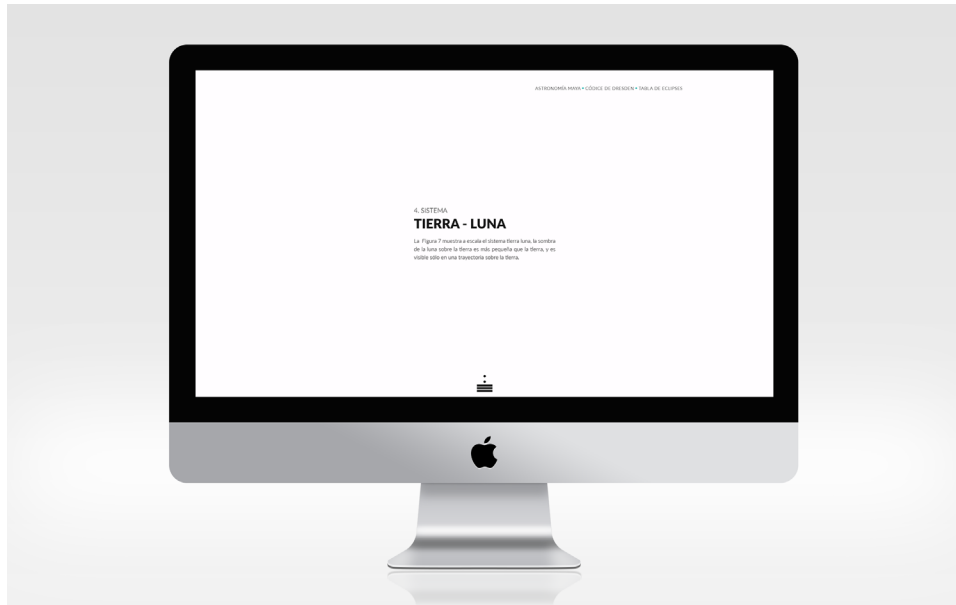 ASTRONOMÍA MAYA • CÓDICE DE DRESDEN • TABLA DE ECLIPSES
4. SISTEMA
TIERRA - LUNA
La Figura 7 muestra a escala el sistema tierra luna, la sombra
de la luna sobre la tierra es más pequeña que la tierra, y es
visible sólo en una trayectoria sobre la tierra.